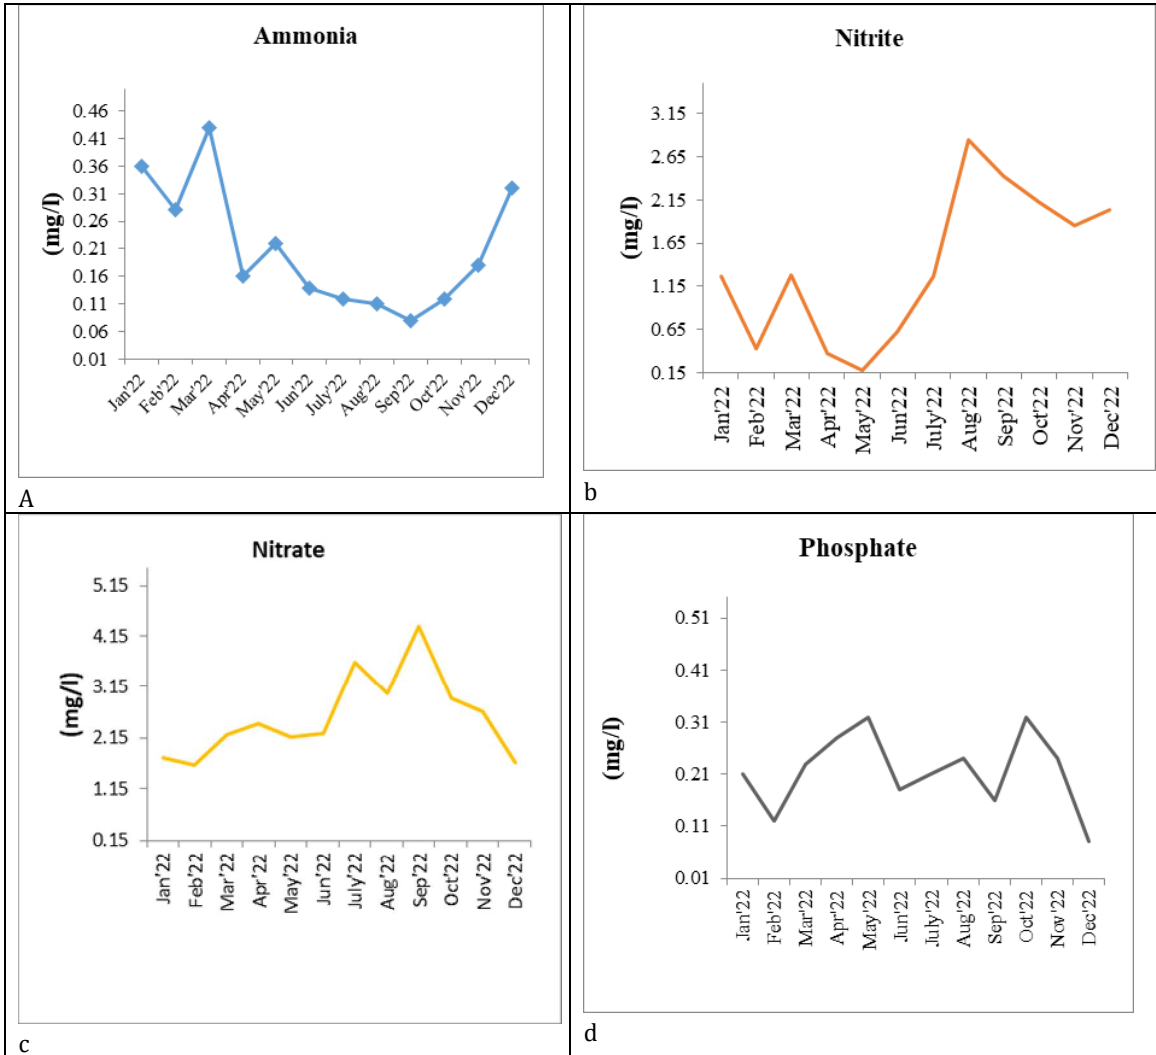 Ammonia
(mg/l)
0.46
0.41
0.36
0.31
0.26
0.21
0.16
0.11
0.06
0.01
Jan'22
Feb'22
Mar'22
Apr'22
May'22
Jun'22
July'22
Aug'22
Sep'22
Oct'22
Nov'22
Dec'22
A
Nitrite
(mg/l)
3.15
2.65
2.15
1.65
1.15
0.65
0.15
Jan'22
Feb'22
Mar'22
Apr'22
May'22
Jun'22
July'22
Aug'22
Sep'22
Oct'22
Nov'22
Dec'22
b
Nitrate
(mg/l)
5.15
4.15
3.15
2.15
1.15
0.15
Jan'22
Feb'22
Mar'22
Apr'22
May'22
Jun'22
July'22
Aug'22
Sep'22
Oct'22
Nov'22
Dec'22
c
Phosphate
(mg/l)
0.51
0.41
0.31
0.21
0.11
0.01
Jan'22
Feb'22
Mar'22
Apr'22
May'22
Jun'22
July'22
Aug'22
Sep'22
Oct'22
Nov'22
Dec'22
d